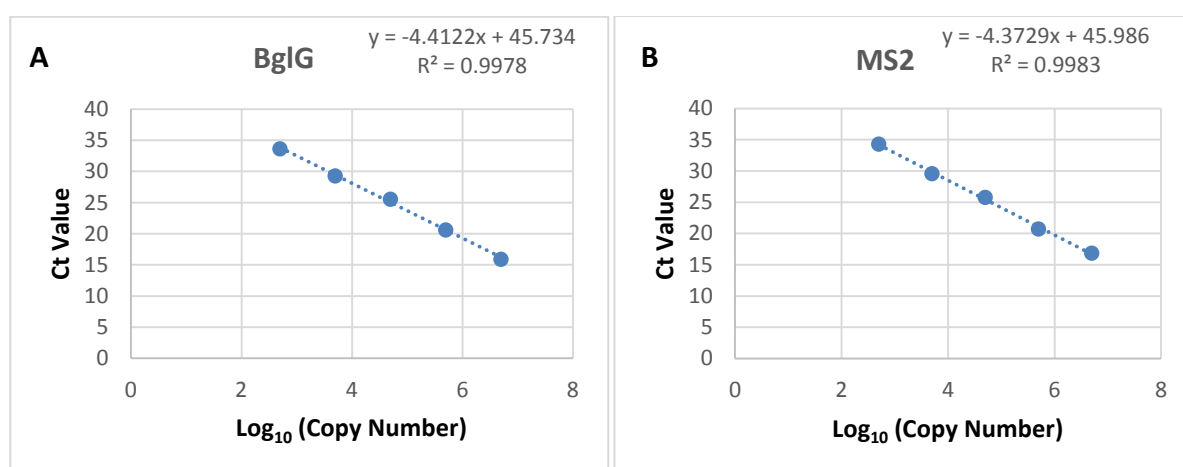 A
BglG
y = -4.4122x + 45.734
R² = 0.9978
40
35
30
25
20
15
10
5
0
Ct Value
0 2 4 6 8
Log₁₀ (Copy Number)
B
MS2
y = -4.3729x + 45.986
R² = 0.9983
40
35
30
25
20
15
10
5
0
Ct Value
0 2 4 6 8
Log₁₀ (Copy Number)